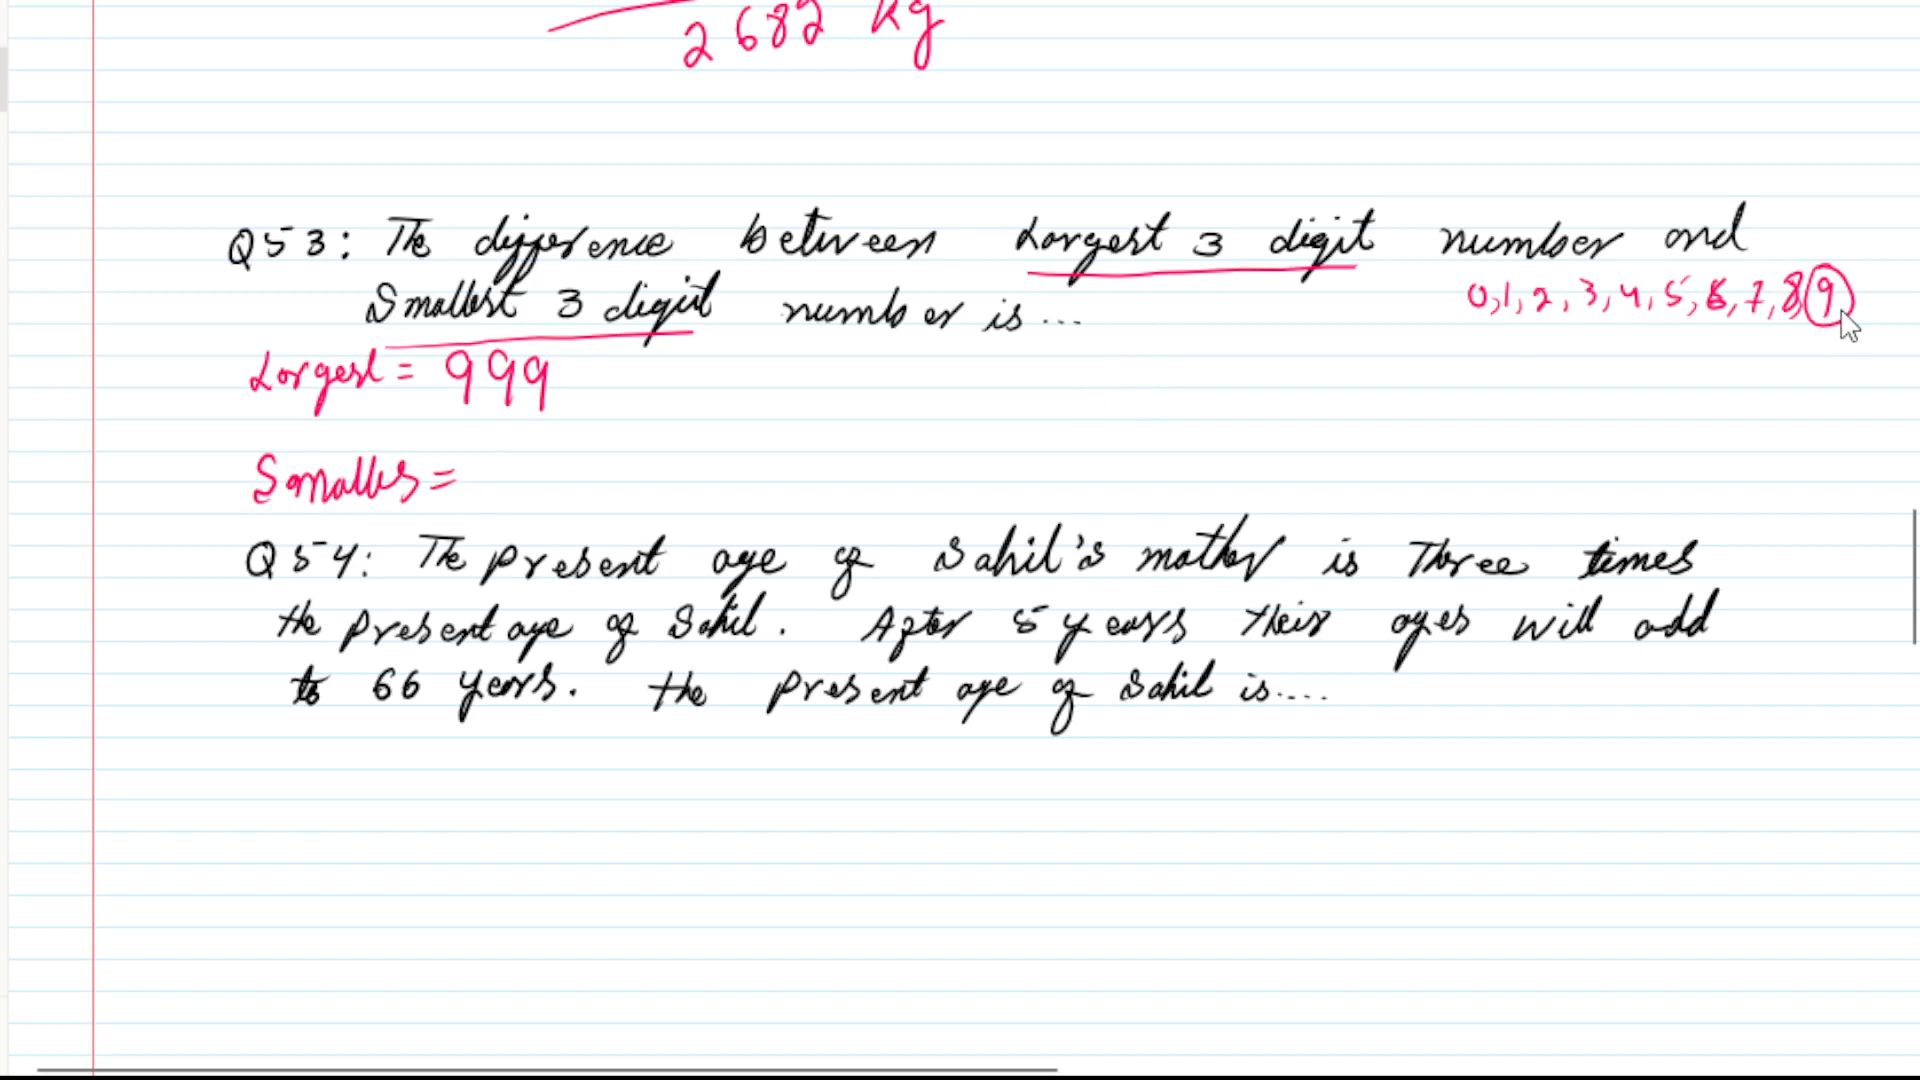 2682 kg
Q53: The difference between Largest 3 digit number and
0,1,2,3,4,5,6,7,8,9
Smallest 3 digit number is...
Largest = 999
Smalles =
Q54: The present age of Sahil's mother is Three times
the present age of Sahil. After 5 years their ages will add
to 66 years. the present age of Sahil is....